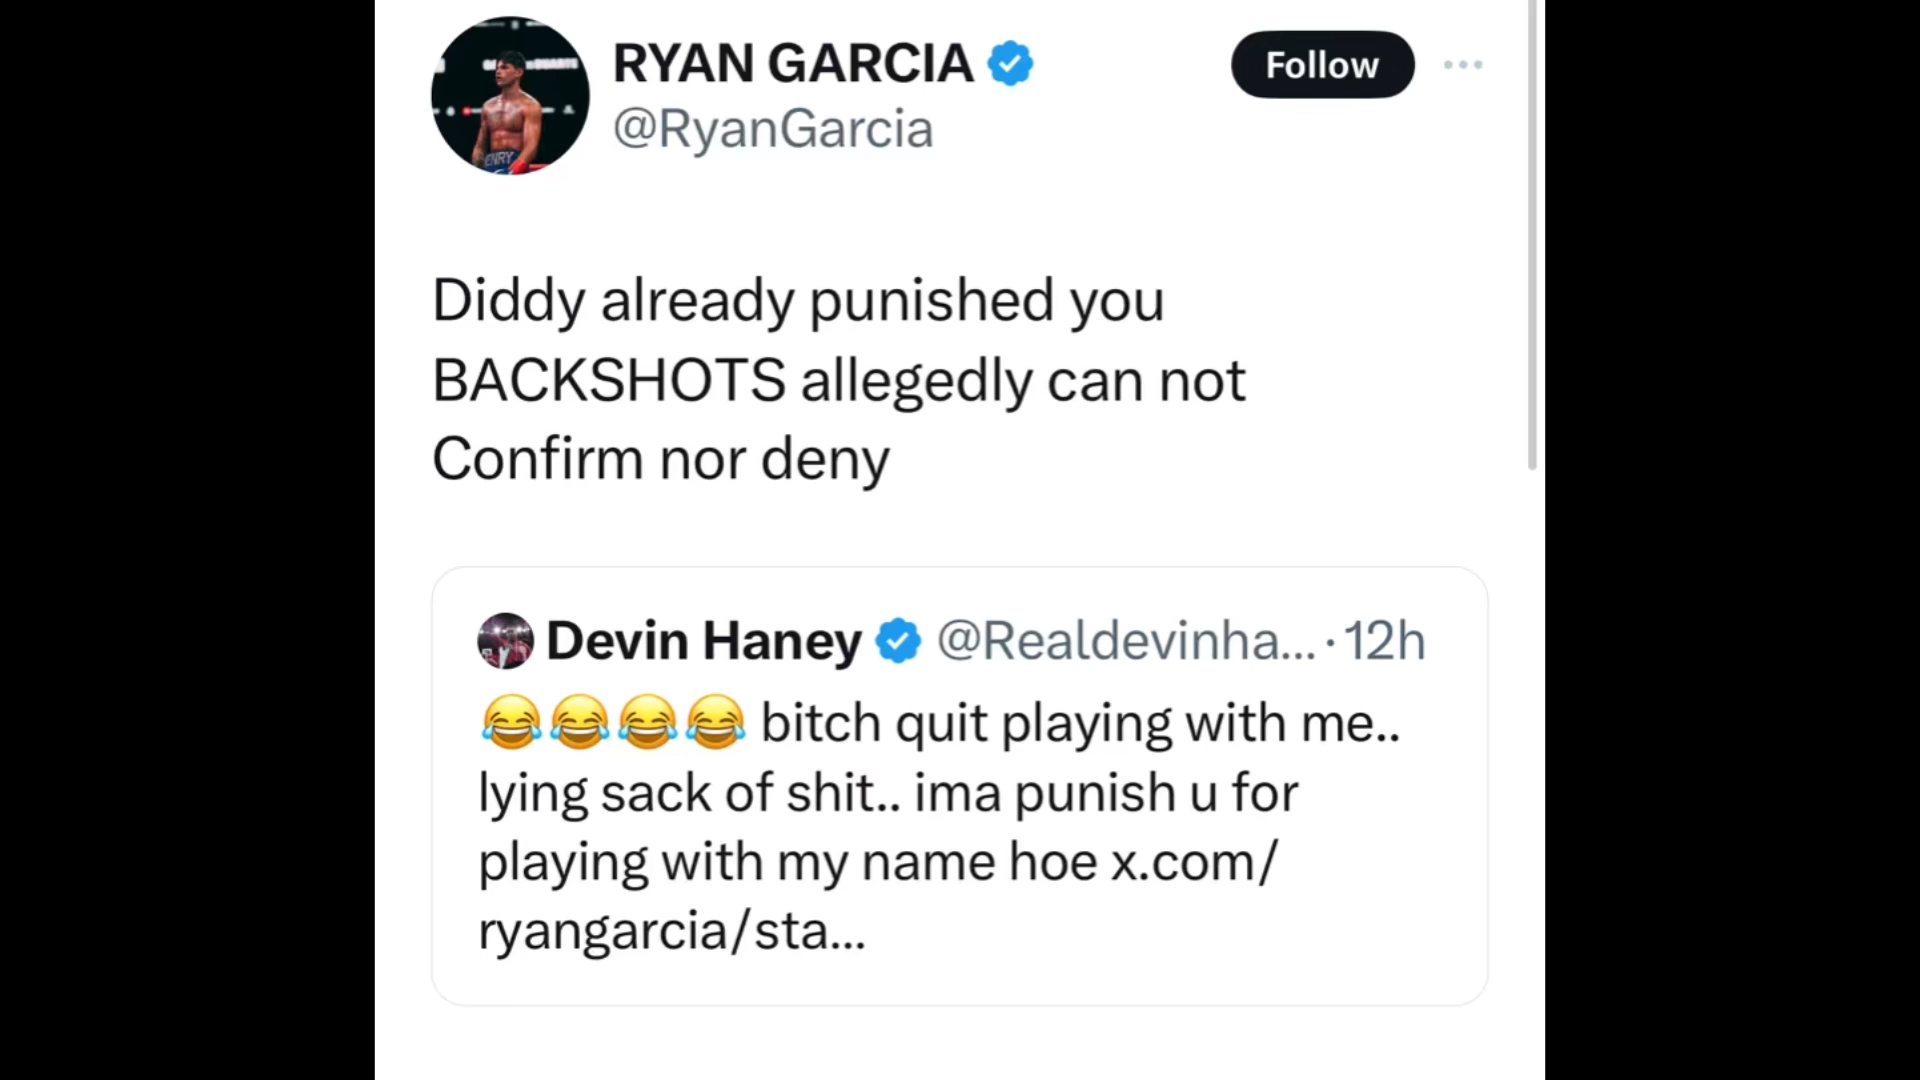 RYAN GARCIA
Follow
@RyanGarcia
Diddy already punished you
BACKSHOTS allegedly can not
Confirm nor deny
Devin Haney @Realdevinha... · 12h
😂😂😂😂 bitch quit playing with me..
lying sack of shit.. ima punish u for
playing with my name hoe x.com/
ryangarcia/sta...